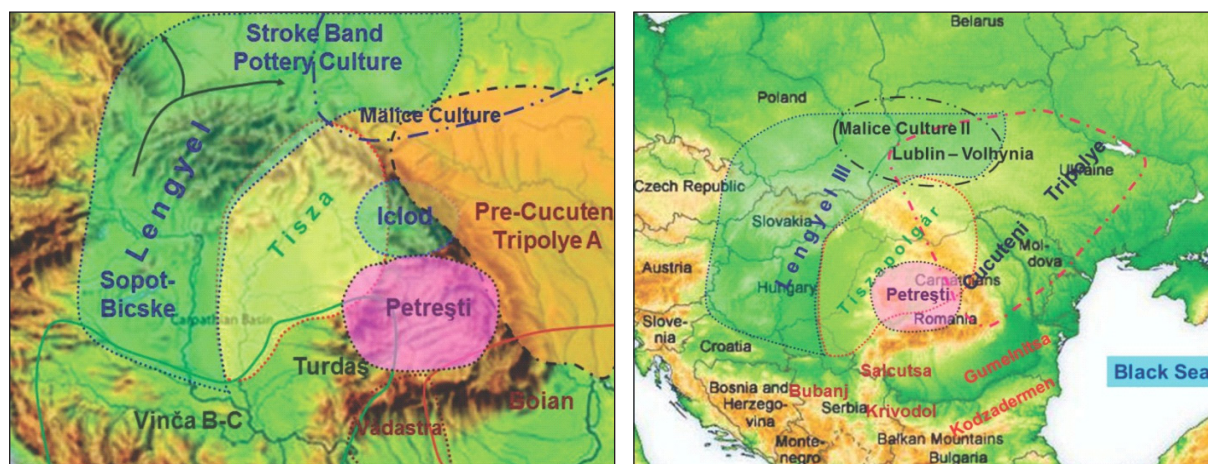 Stroke Band
Pottery Culture
Malice Culture
Lengyel
Tisza
Iclod
Pre-Cucuten
Tripolye A
Sopot-
Bicske
Carpathian Basin
Petreşti
Turdaş
Boian
Vinča B-C
Vadastra
Belarus
Poland
Malice Culture II
Lublin – Volhynia
Tripolye
Ukraine
Czech Republic
Lengyel III
Slovakia
Tiszapolgár
Cucuteni
Mol-
dova
Austria
Hungary
Carpathians
Petreşti
Romania
Slove-
nia
Croatia
Salcutsa
Gumelnitsa
Black Sea
Bosnia and
Herzego-
vina
Bubanj
Serbia
Krivodol
Kodzadermen
Monte-
negro
Balkan Mountains
Bulgaria